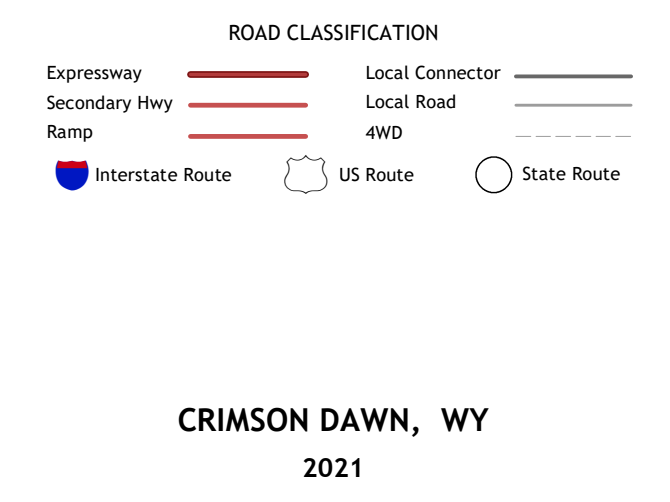 ROAD CLASSIFICATION
Expressway
Local Connector
Secondary Hwy
Local Road
Ramp
4WD
Interstate Route
US Route
State Route
CRIMSON DAWN,  WY
2021